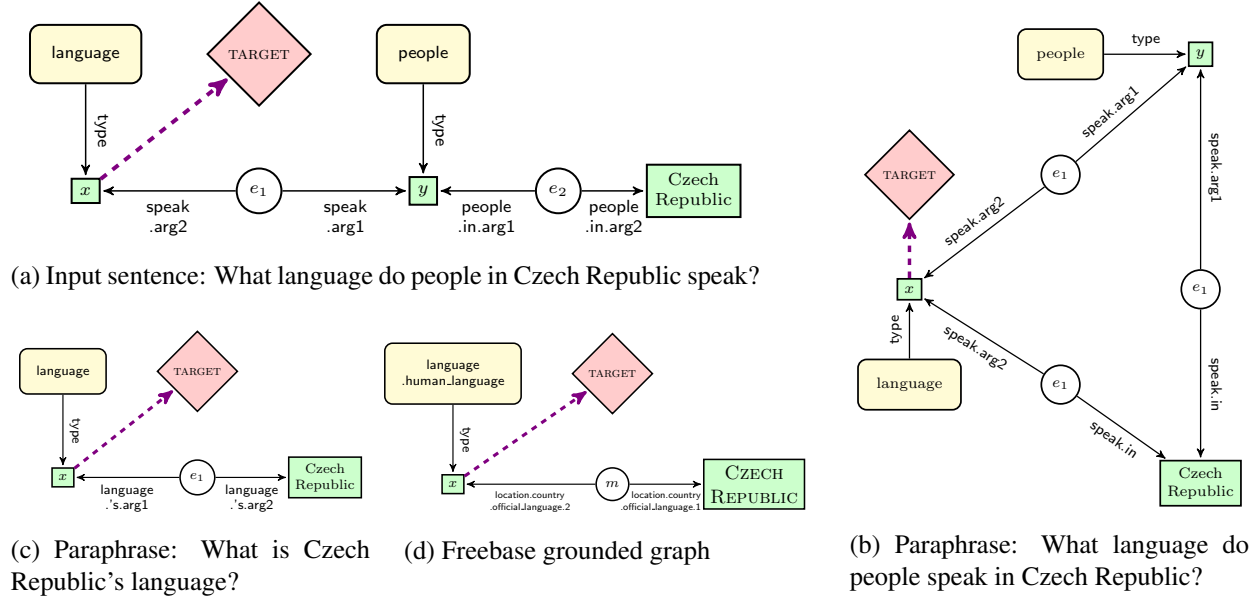 language
TARGET
people
type
type
x
e1
y
e2
Czech
Republic
speak
.arg2
speak
.arg1
people
.in.arg1
people
.in.arg2
(a) Input sentence: What language do people in Czech Republic speak?
language
TARGET
type
x
e1
Czech
Republic
language
.'s.arg1
language
.'s.arg2
(c) Paraphrase: What is Czech
Republic's language?
language
.human_language
TARGET
type
x
m
CZECH
REPUBLIC
location.country
.official_language.2
location.country
.official_language.1
(d) Freebase grounded graph
people
type
y
speak.arg1
speak.arg1
TARGET
e1
speak.arg2
x
e1
type
speak.arg2
language
e1
speak.in
speak.in
Czech
Republic
(b) Paraphrase: What language do
people speak in Czech Republic?